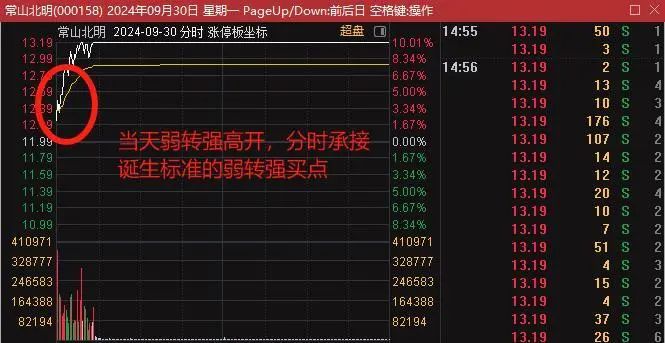 常山北明(000158) 2024年09月30日 星期一 PageUp/Down:前后日 空格键:操作
常山北明 2024-09-30 分时 涨停板坐标 超盘
13.19 10.01%
12.99 8.34%
12.79 6.67%
12.59 5.00%
12.39 3.34%
12.19 1.67%
11.99 0.00%
11.79 1.67%
11.59 3.34%
11.39 5.00%
11.19 6.67%
10.99 8.34%
410971 410971
328777 328777
246583 246583
164388 164388
82194 82194
当天弱转强高开，分时承接
诞生标准的弱转强买点
14:55 13.19 50 S 1
13.19 3 S 1
14:56 13.19 2 S 1
13.19 13 S 4
13.19 10 S 3
13.19 176 S 4
13.19 107 S 2
13.19 14 S 2
13.19 12 S 2
13.19 20 S 4
13.19 10 S 2
13.19 7 S 2
13.19 51 S 2
13.19 4 S 3
13.19 15 S 2
13.19 4 S 2
13.19 37 S 3
13.19 26 S 6